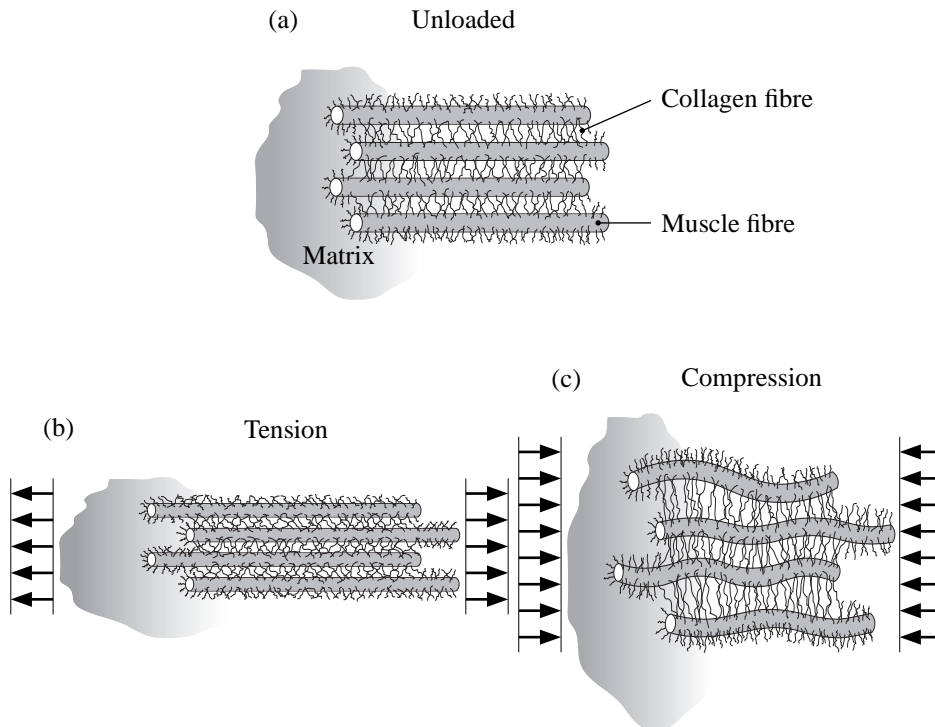 (a) Unloaded
Collagen fibre
Muscle fibre
Matrix
(c) Compression
(b) Tension